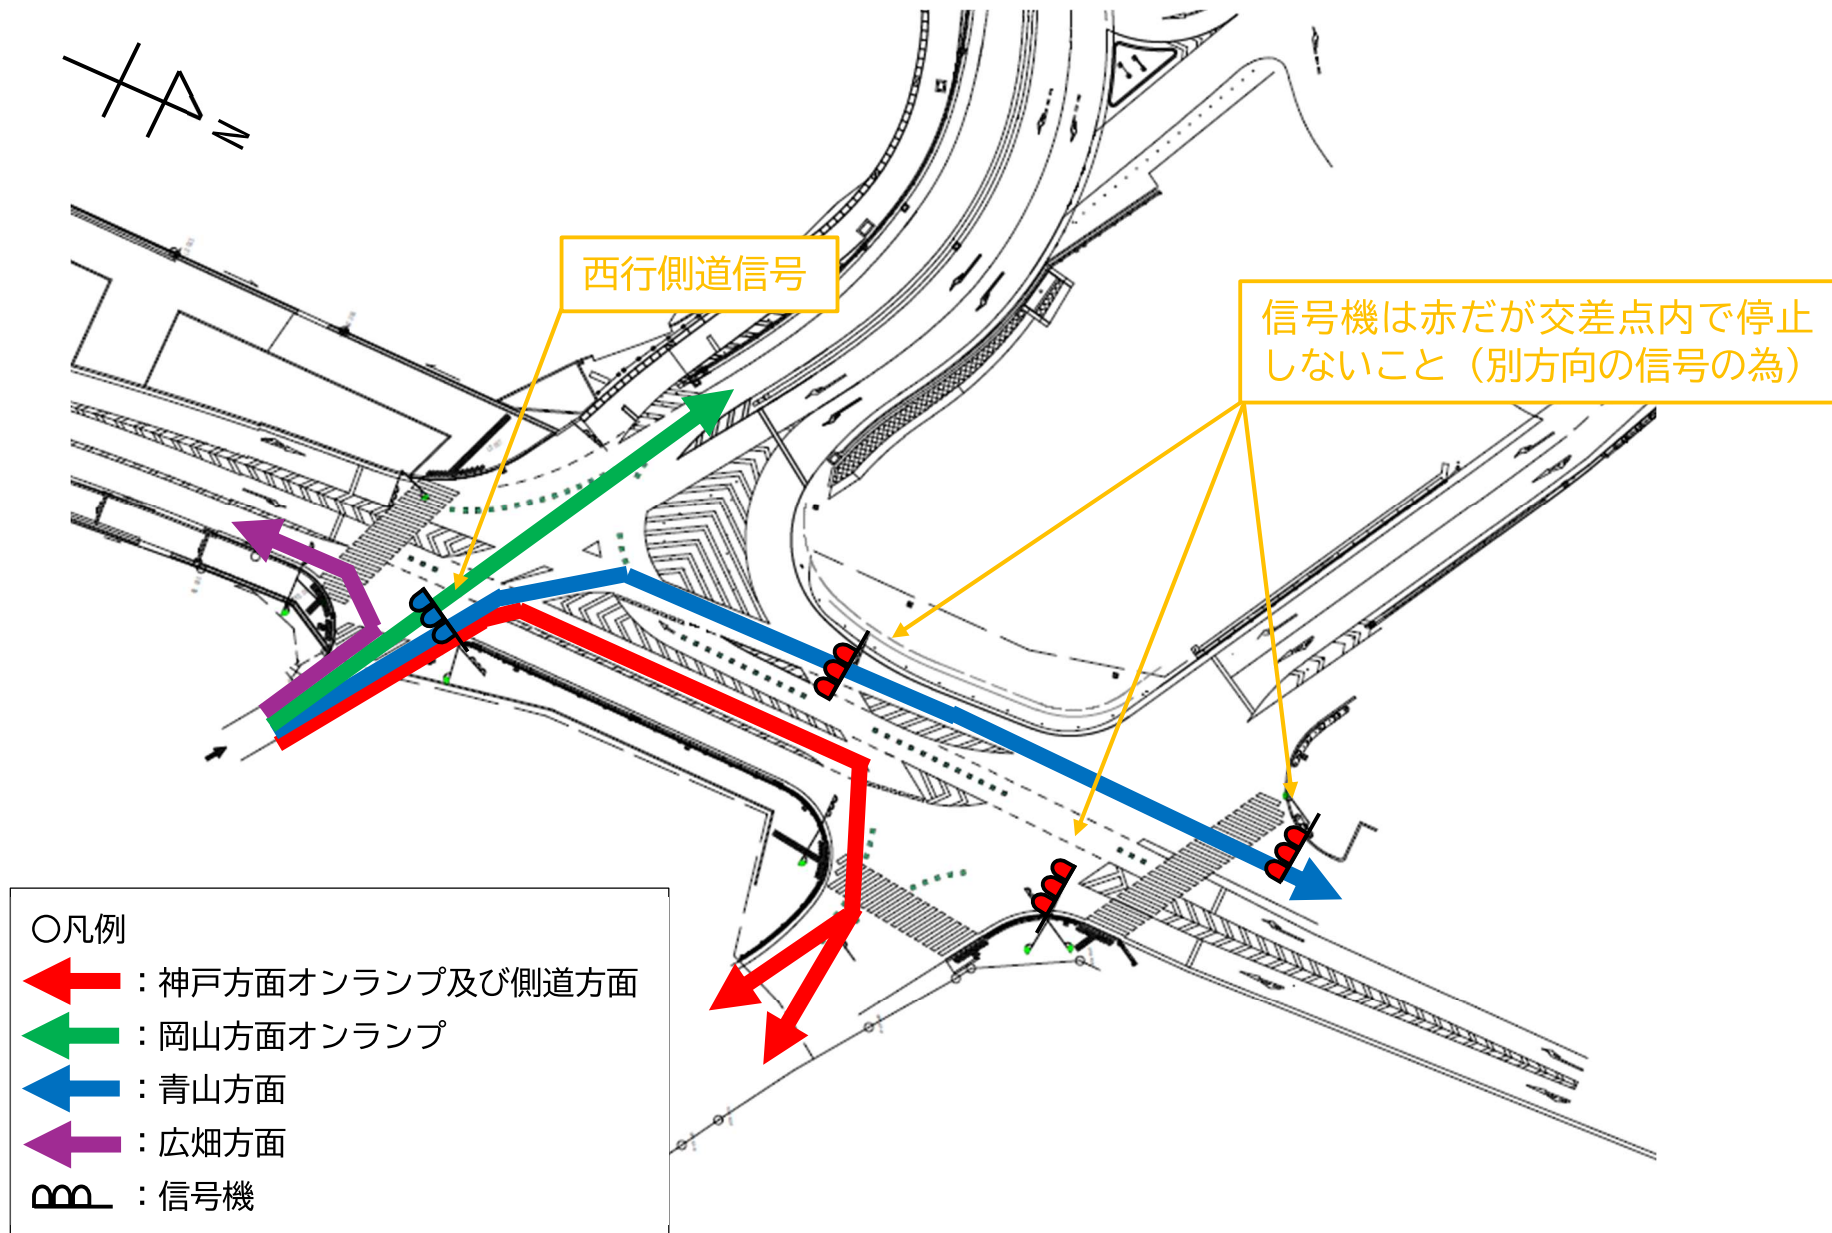 N
西行側道信号
信号機は赤だが交差点内で停止
しないこと（別方向の信号の為）
○凡例
：神戸方面オンランプ及び側道方面
：岡山方面オンランプ
：青山方面
：広畑方面
：信号機